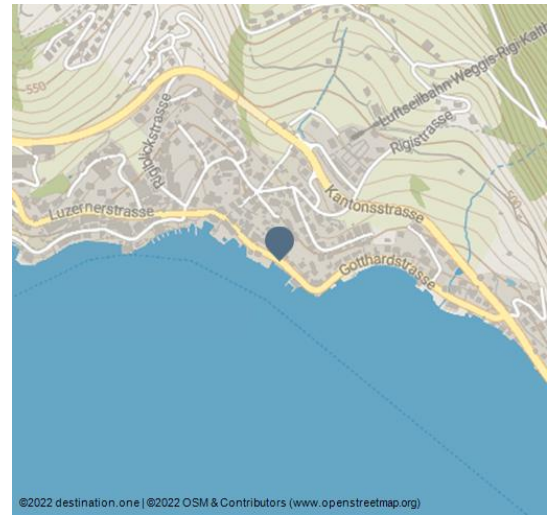 550
Luftseilbahn Weggis-Rigi Kaltb
Rigiblickstrasse
Rigistrasse
Kantonsstrasse
500
Luzernerstrasse
Gotthardstrasse
©2022 destination.one | ©2022 OSM & Contributors (www.openstreetmap.org)